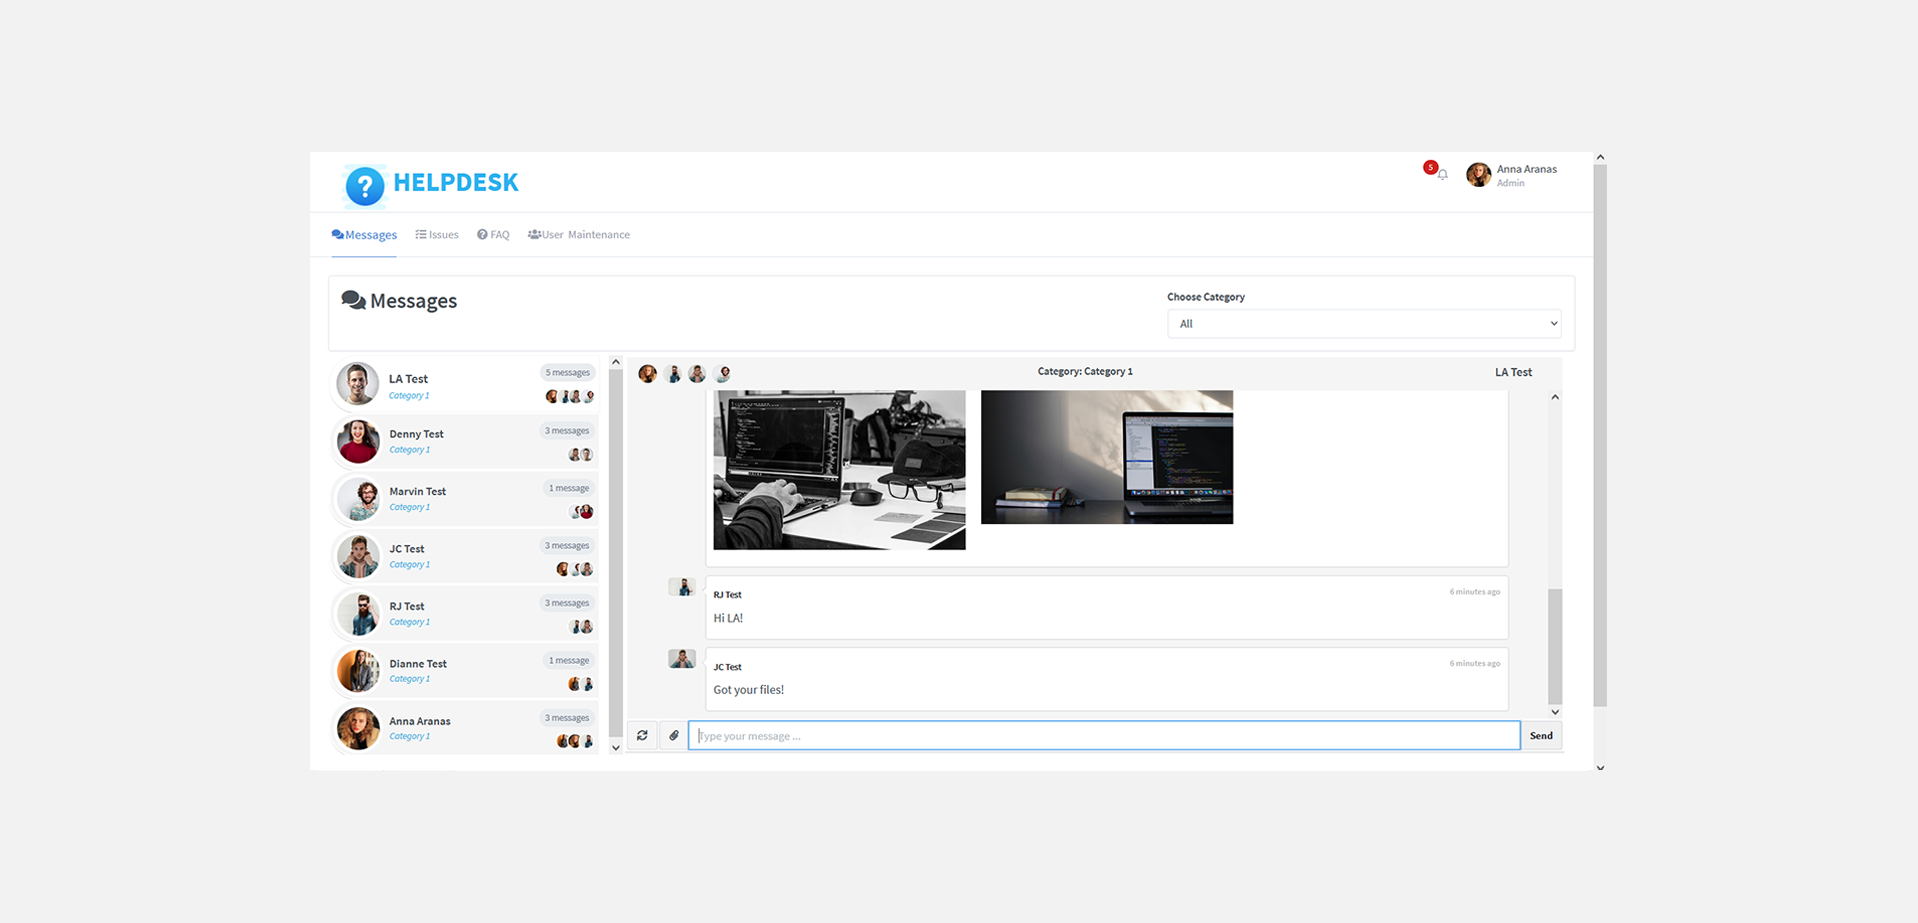 HELPDESK
5
Anna Aranas
Admin
Messages
Issues
FAQ
User Maintenance
Messages
Choose Category
All
LA Test
Category 1
5 messages
Denny Test
Category 1
3 messages
Marvin Test
Category 1
1 message
JC Test
Category 1
3 messages
RJ Test
Category 1
3 messages
Dianne Test
Category 1
1 message
Anna Aranas
Category 1
3 messages
Category: Category 1
LA Test
RJ Test
6 minutes ago
Hi LA!
JC Test
6 minutes ago
Got your files!
Type your message ...
Send